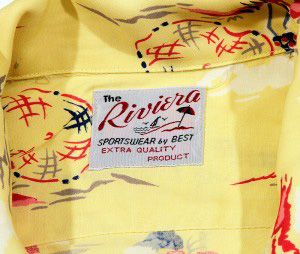 The
Riviera
SPORTSWEAR by BEST
EXTRA QUALITY
PRODUCT